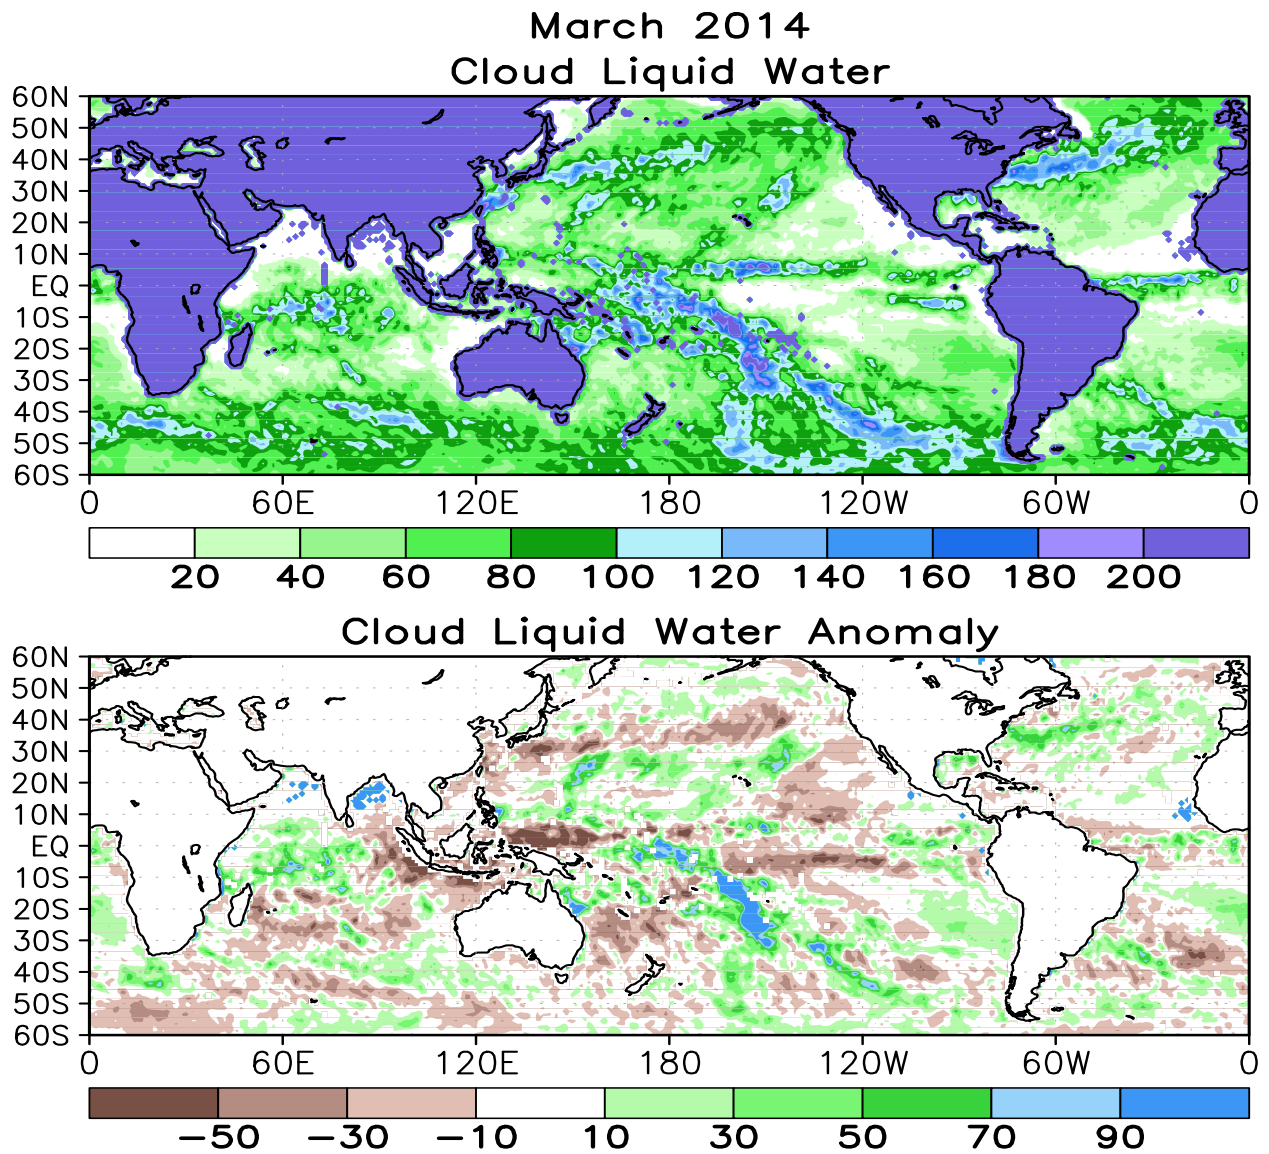 March 2014
Cloud Liquid Water
60N
50N
40N
30N
20N
10N
EQ
10S
20S
30S
40S
50S
60S
0 60E 120E 180 120W 60W 0
20 40 60 80 100 120 140 160 180 200
Cloud Liquid Water Anomaly
60N
50N
40N
30N
20N
10N
EQ
10S
20S
30S
40S
50S
60S
0 60E 120E 180 120W 60W 0
−50 −30 −10 10 30 50 70 90